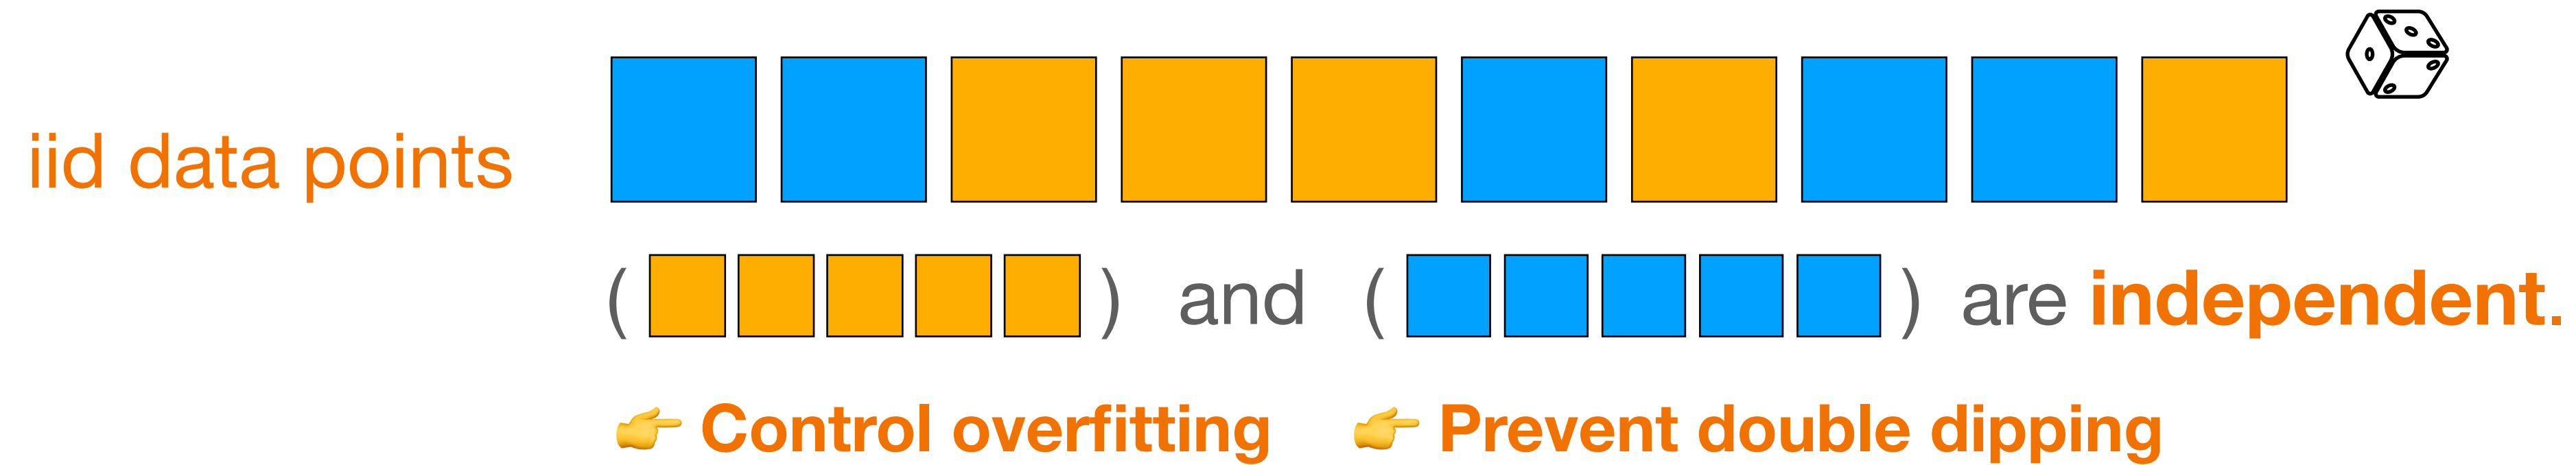 iid data points
( ) and ( ) are independent.
👉 Control overfitting 👉 Prevent double dipping